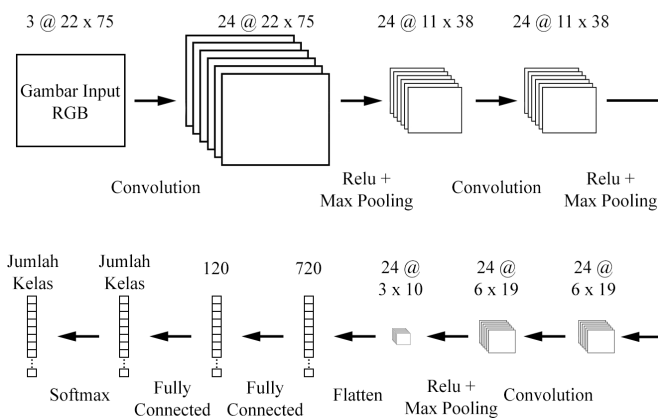 3 @ 22 x 75
24 @ 22 x 75
24 @ 11 x 38
24 @ 11 x 38
Gambar Input
RGB
Convolution
Relu +
Max Pooling
Convolution
Relu +
Max Pooling
Jumlah
Kelas
Jumlah
Kelas
120
720
24 @
3 x 10
24 @
6 x 19
24 @
6 x 19
Softmax
Fully
Connected
Fully
Connected
Flatten
Relu +
Max Pooling
Convolution